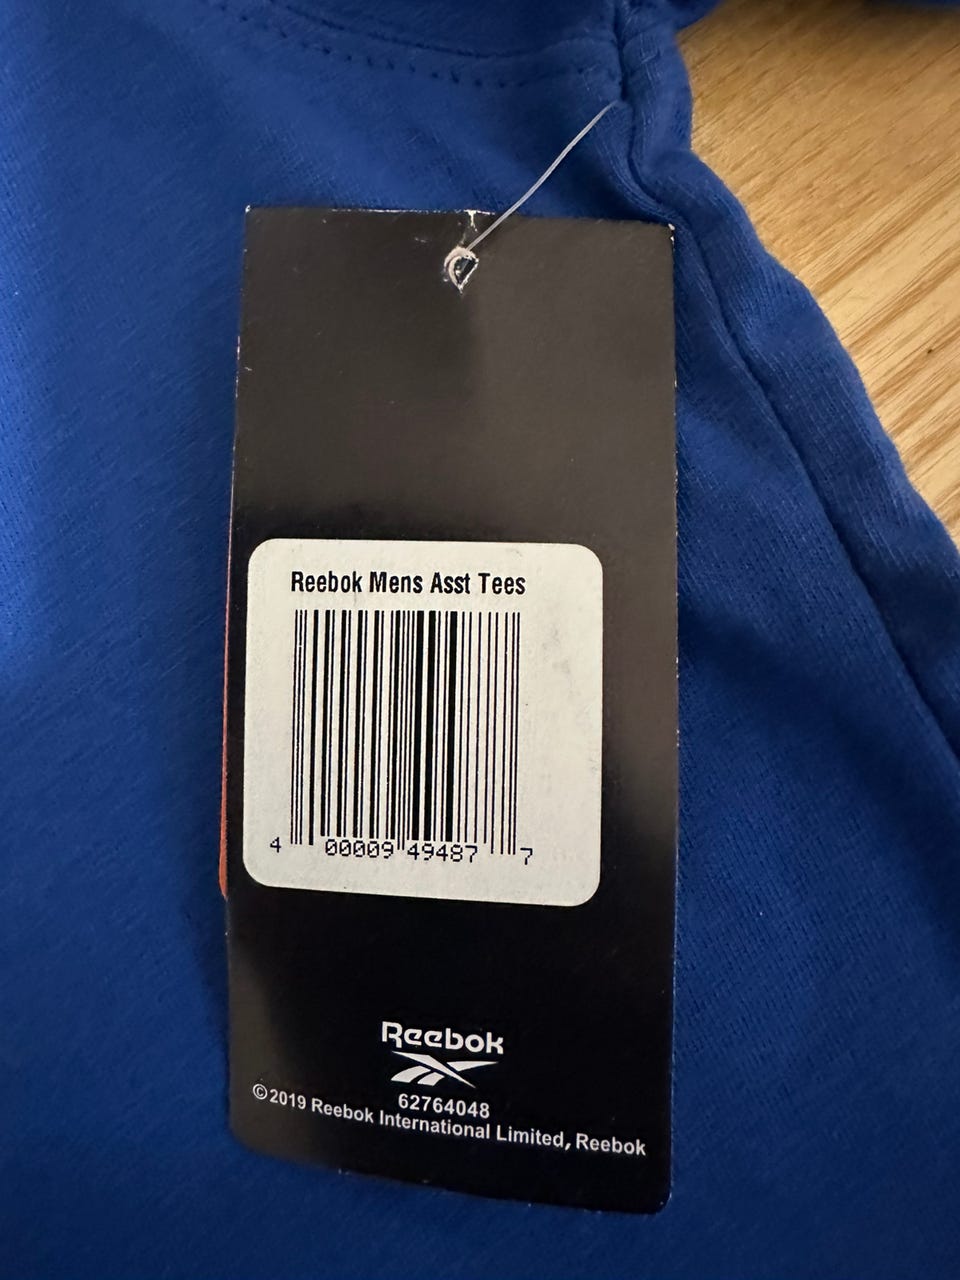 Reebok Mens Asst Tees
4 00009 49487 7
Reebok
62764048
©2019 Reebok International Limited, Reebok